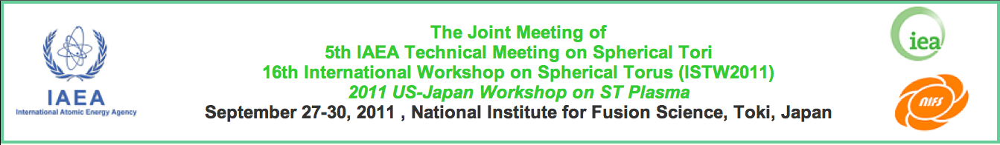 The Joint Meeting of
5th IAEA Technical Meeting on Spherical Tori
16th International Workshop on Spherical Torus (ISTW2011)
2011 US-Japan Workshop on ST Plasma
September 27-30, 2011 , National Institute for Fusion Science, Toki, Japan
IAEA
International Atomic Energy Agency
iea
NIFS